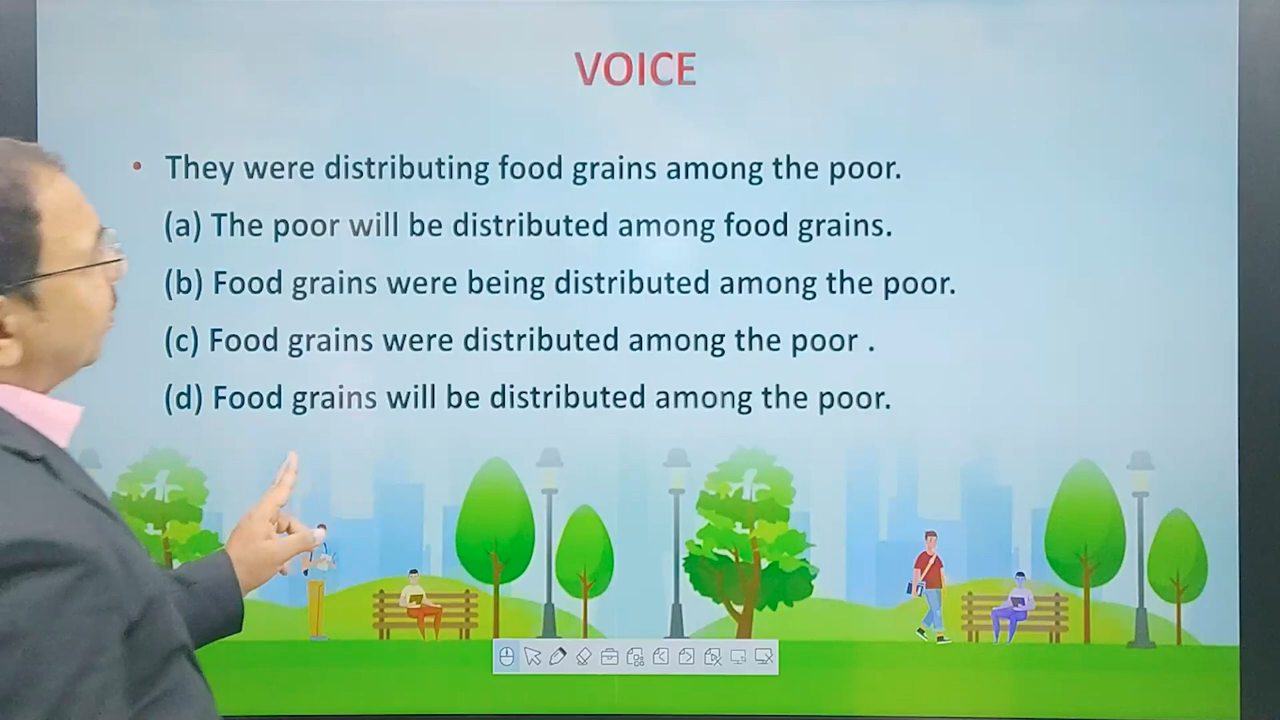 VOICE
• They were distributing food grains among the poor.
(a) The poor will be distributed among food grains.
(b) Food grains were being distributed among the poor.
(c) Food grains were distributed among the poor .
(d) Food grains will be distributed among the poor.